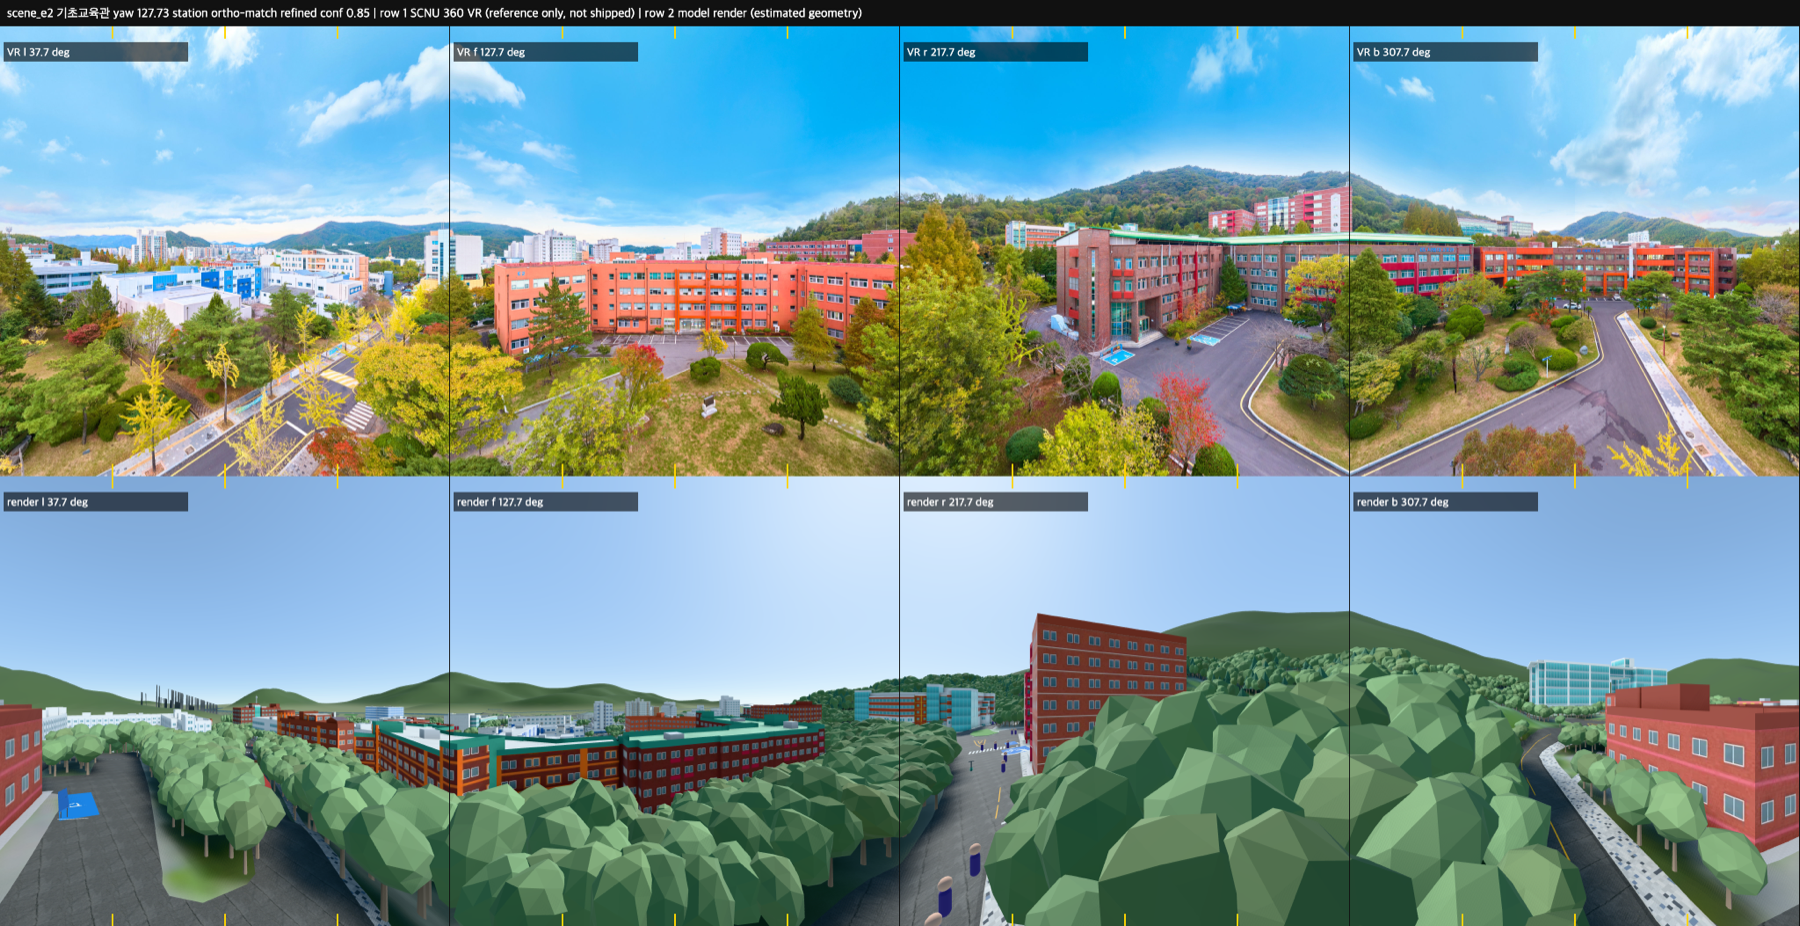 scene_e2 기초교육관 yaw 127.73 station ortho-match refined conf 0.85 | row 1 SCNU 360 VR (reference only, not shipped) | row 2 model render (estimated geometry)
VR l 37.7 deg
VR f 127.7 deg
VR r 217.7 deg
VR b 307.7 deg
render l 37.7 deg
render f 127.7 deg
render r 217.7 deg
render b 307.7 deg